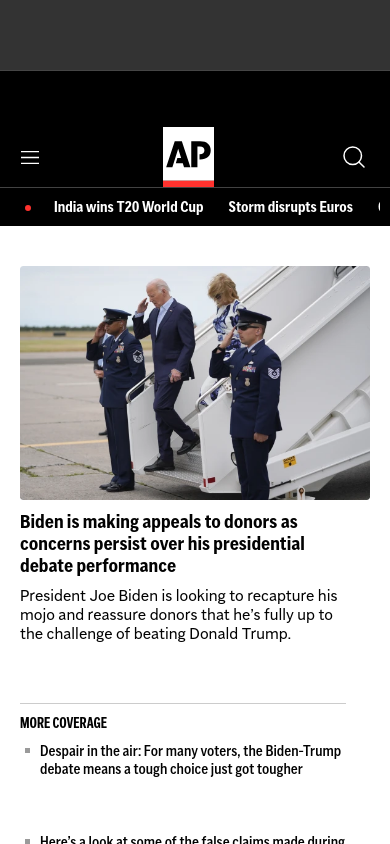 AP
India wins T20 World Cup Storm disrupts Euros
Biden is making appeals to donors as
concerns persist over his presidential
debate performance
President Joe Biden is looking to recapture his
mojo and reassure donors that he’s fully up to
the challenge of beating Donald Trump.
MORE COVERAGE
Despair in the air: For many voters, the Biden-Trump
debate means a tough choice just got tougher
Here’s a look at some of the false claims made during